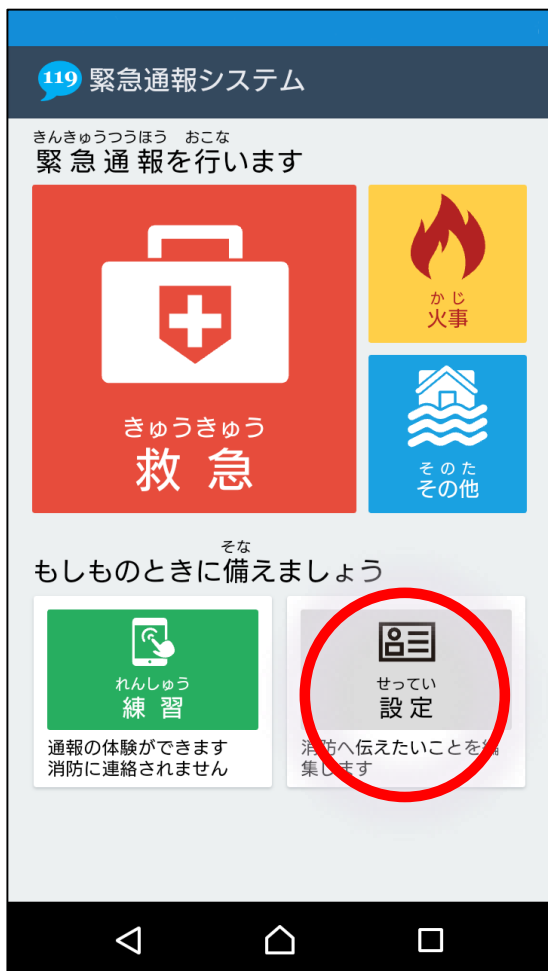 119 緊急通報システム
きんきゅうつうほう おこな
緊急通報を行います
きゅうきゅう
救急
かじ
火事
そのた
その他
そな
もしものときに備えましょう
れんしゅう
練習
通報の体験ができます
消防に連絡されません
せってい
設定
消防へ伝えたいことを編
集します